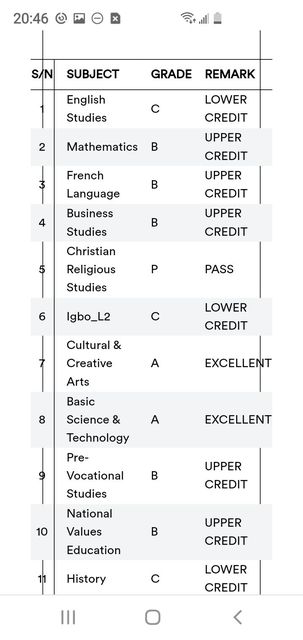 20:46
S/N SUBJECT GRADE REMARK
1 English Studies C LOWER CREDIT
2 Mathematics B UPPER CREDIT
3 French Language B UPPER CREDIT
4 Business Studies B UPPER CREDIT
5 Christian Religious Studies P PASS
6 Igbo_L2 C LOWER CREDIT
7 Cultural & Creative Arts A EXCELLENT
8 Basic Science & Technology A EXCELLENT
9 Pre-Vocational Studies B UPPER CREDIT
10 National Values Education B UPPER CREDIT
11 History C LOWER CREDIT